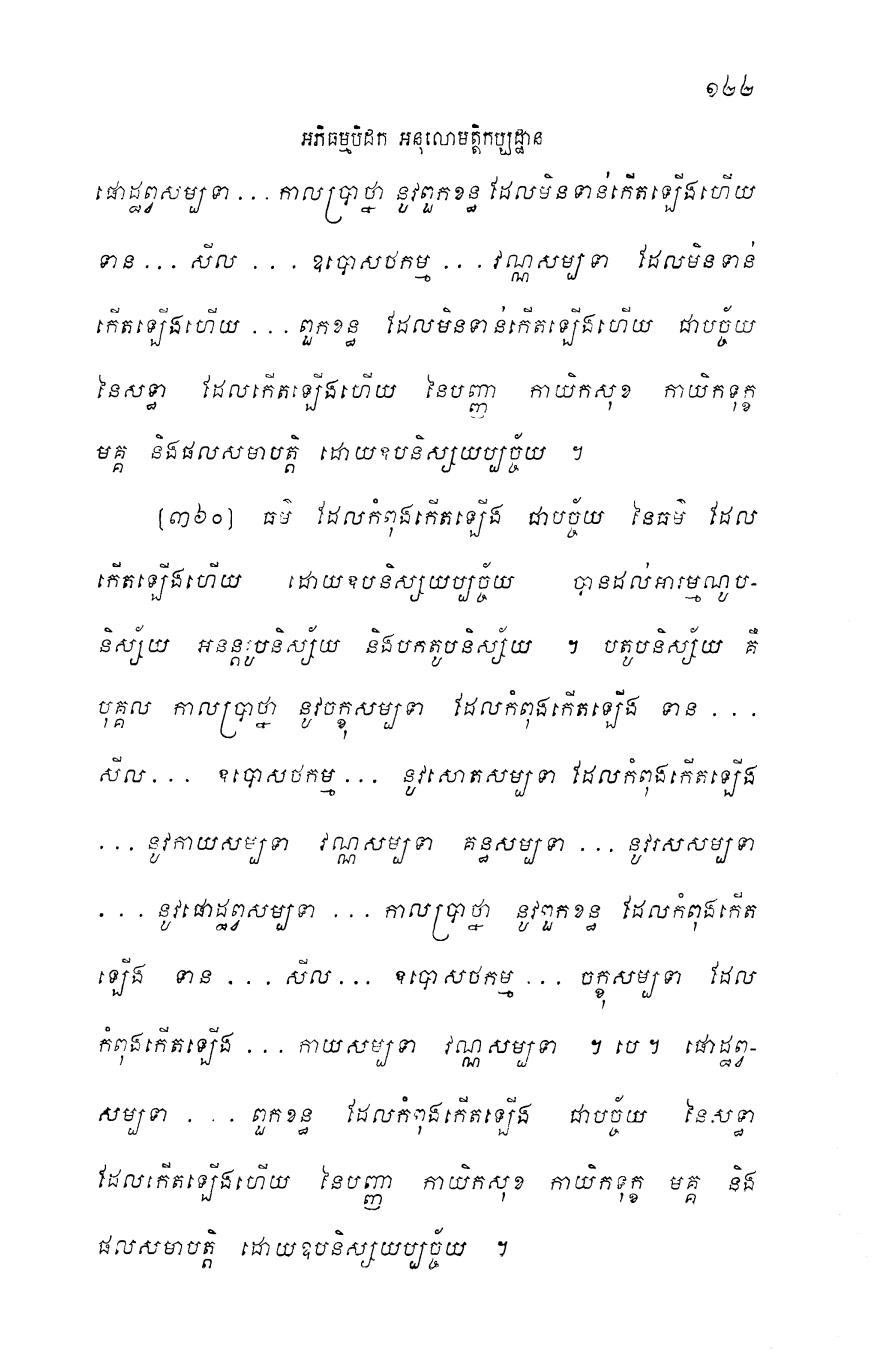 ១៤៤
អភិធម្មបិដក អនុលោមត្តិកប្បដ្ឋាន
ផោដ្ឋព្វសម្បទា ... កាលប្រាថ្នា នូវពួកខន្ធ ដែលមិនទាន់កើតឡើងហើយ
ទាន ... សីល ... ឧបោសថកម្ម ... វណ្ណសម្បទា ដែលមិនទាន់
កើតឡើងហើយ ... ពួកខន្ធ ដែលមិនទាន់កើតឡើងហើយ ជាបច្ច័យ
នៃសទ្ធា ដែលកើតឡើងហើយ នៃបញ្ញា កាយិកសុខ កាយិកទុក្ខ
មគ្គ និងផលសមាបត្តិ ដោយឧបនិស្សយប្បច្ច័យ ។
[៣៦០] ធម៌ ដែលកំពុងកើតឡើង ជាបច្ច័យ នៃធម៌ ដែល
កើតឡើងហើយ ដោយឧបនិស្សយប្បច្ច័យ បានដល់អារម្មណូប-
និស្ស័យ អនន្តរូបនិស្ស័យ និងបកតូបនិស្ស័យ ។ បតូបនិស្ស័យ គឺ
បុគ្គល កាលប្រាថ្នា នូវចក្ខុសម្បទា ដែលកំពុងកើតឡើង ទាន ...
សីល... ឧបោសថកម្ម ... នូវសោតសម្បទា ដែលកំពុងកើតឡើង
... នូវកាយសម្បទា វណ្ណសម្បទា គន្ធសម្បទា ... នូវរសសម្បទា
... នូវផោដ្ឋព្វសម្បទា ... កាលប្រាថ្នា នូវពួកខន្ធ ដែលកំពុងកើត
ឡើង ទាន ... សីល... ឧបោសថកម្ម ... ចក្ខុសម្បទា ដែល
កំពុងកើតឡើង ... កាយសម្បទា វណ្ណសម្បទា ។ បេ ។ ផោដ្ឋព្វ-
សម្បទា ... ពួកខន្ធ ដែលកំពុងកើតឡើង ជាបច្ច័យ នៃសទ្ធា
ដែលកើតឡើងហើយ នៃបញ្ញា កាយិកសុខ កាយិកទុក្ខ មគ្គ និង
ផលសមាបត្តិ ដោយឧបនិស្សយប្បច្ច័យ ។